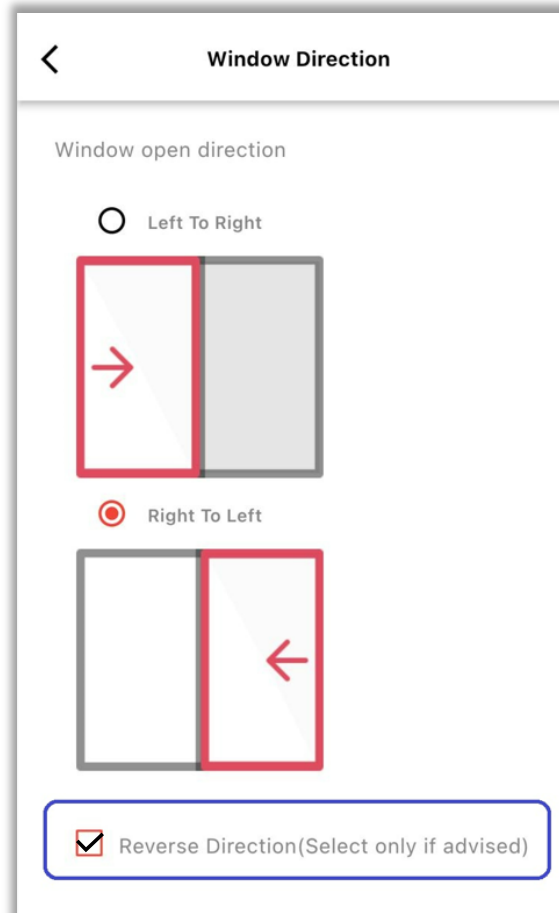 Window Direction
Window open direction
Left To Right
Right To Left
Reverse Direction(Select only if advised)